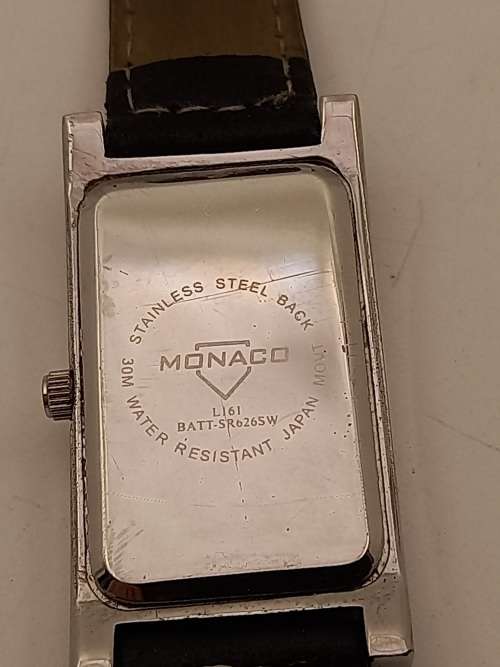 STAINLESS STEEL BACK
MONACO
L161
BATT-SR626SW
30M WATER RESISTANT JAPAN MOVT